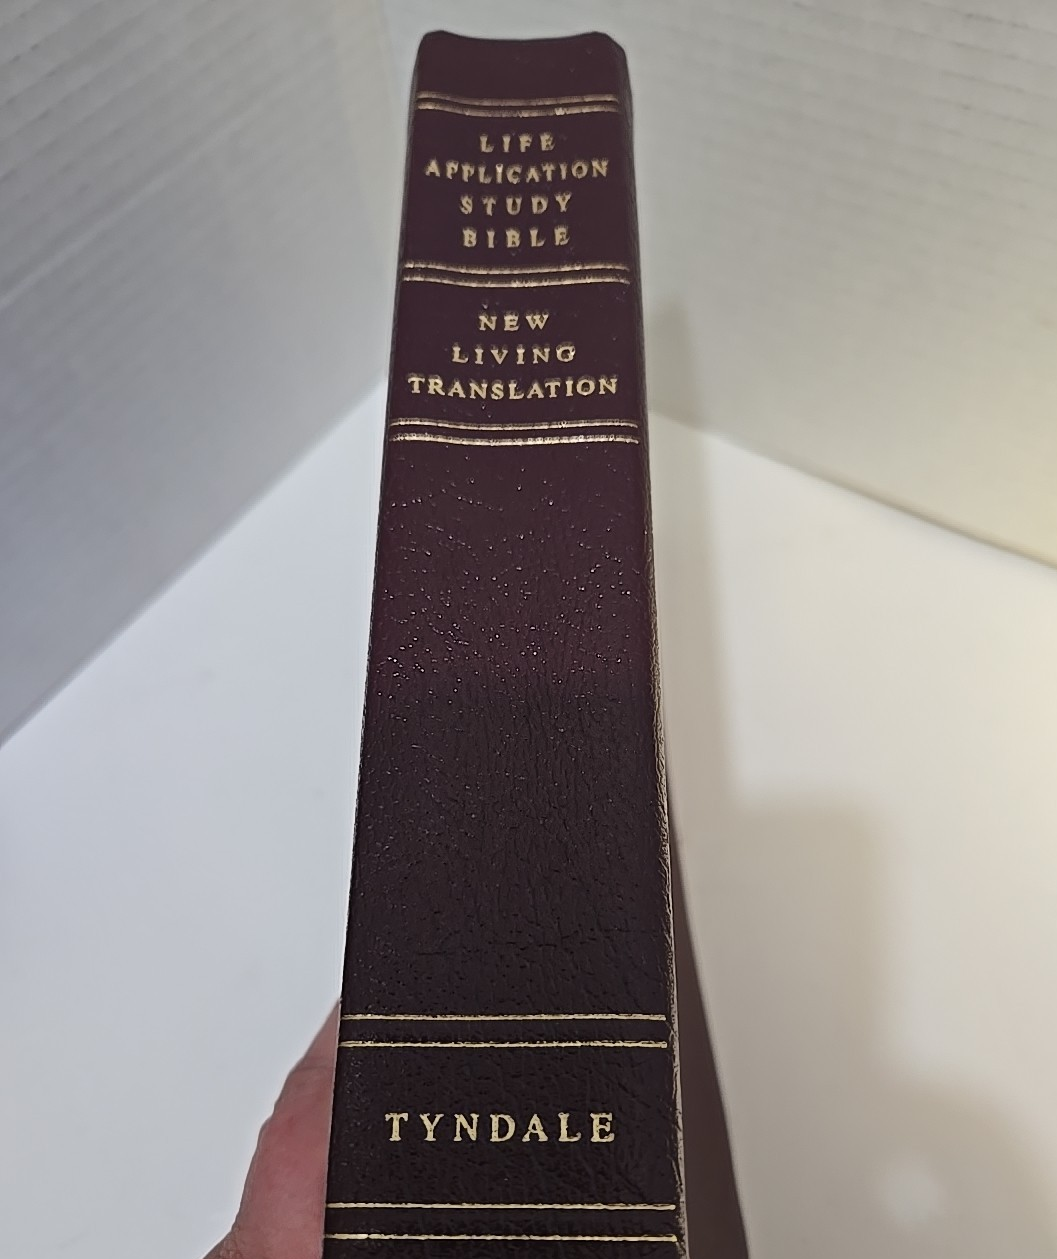 LIFE
APPLICATION
STUDY
BIBLE
NEW
LIVING
TRANSLATION
TYNDALE